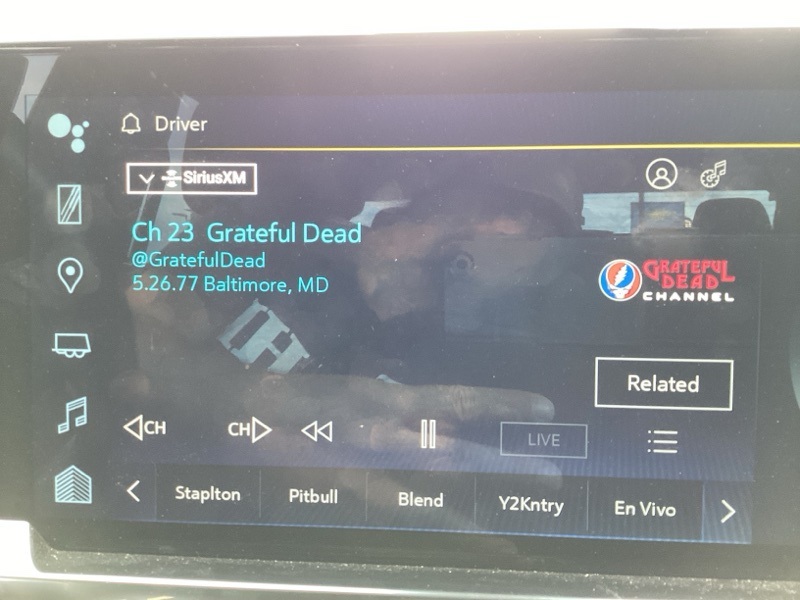 Driver
SiriusXM
Ch 23 Grateful Dead
@GratefulDead
5.26.77 Baltimore, MD
GRATEFUL
DEAD
CHANNEL
Related
CH
CH
LIVE
Staplton
Pitbull
Blend
Y2Kntry
En Vivo